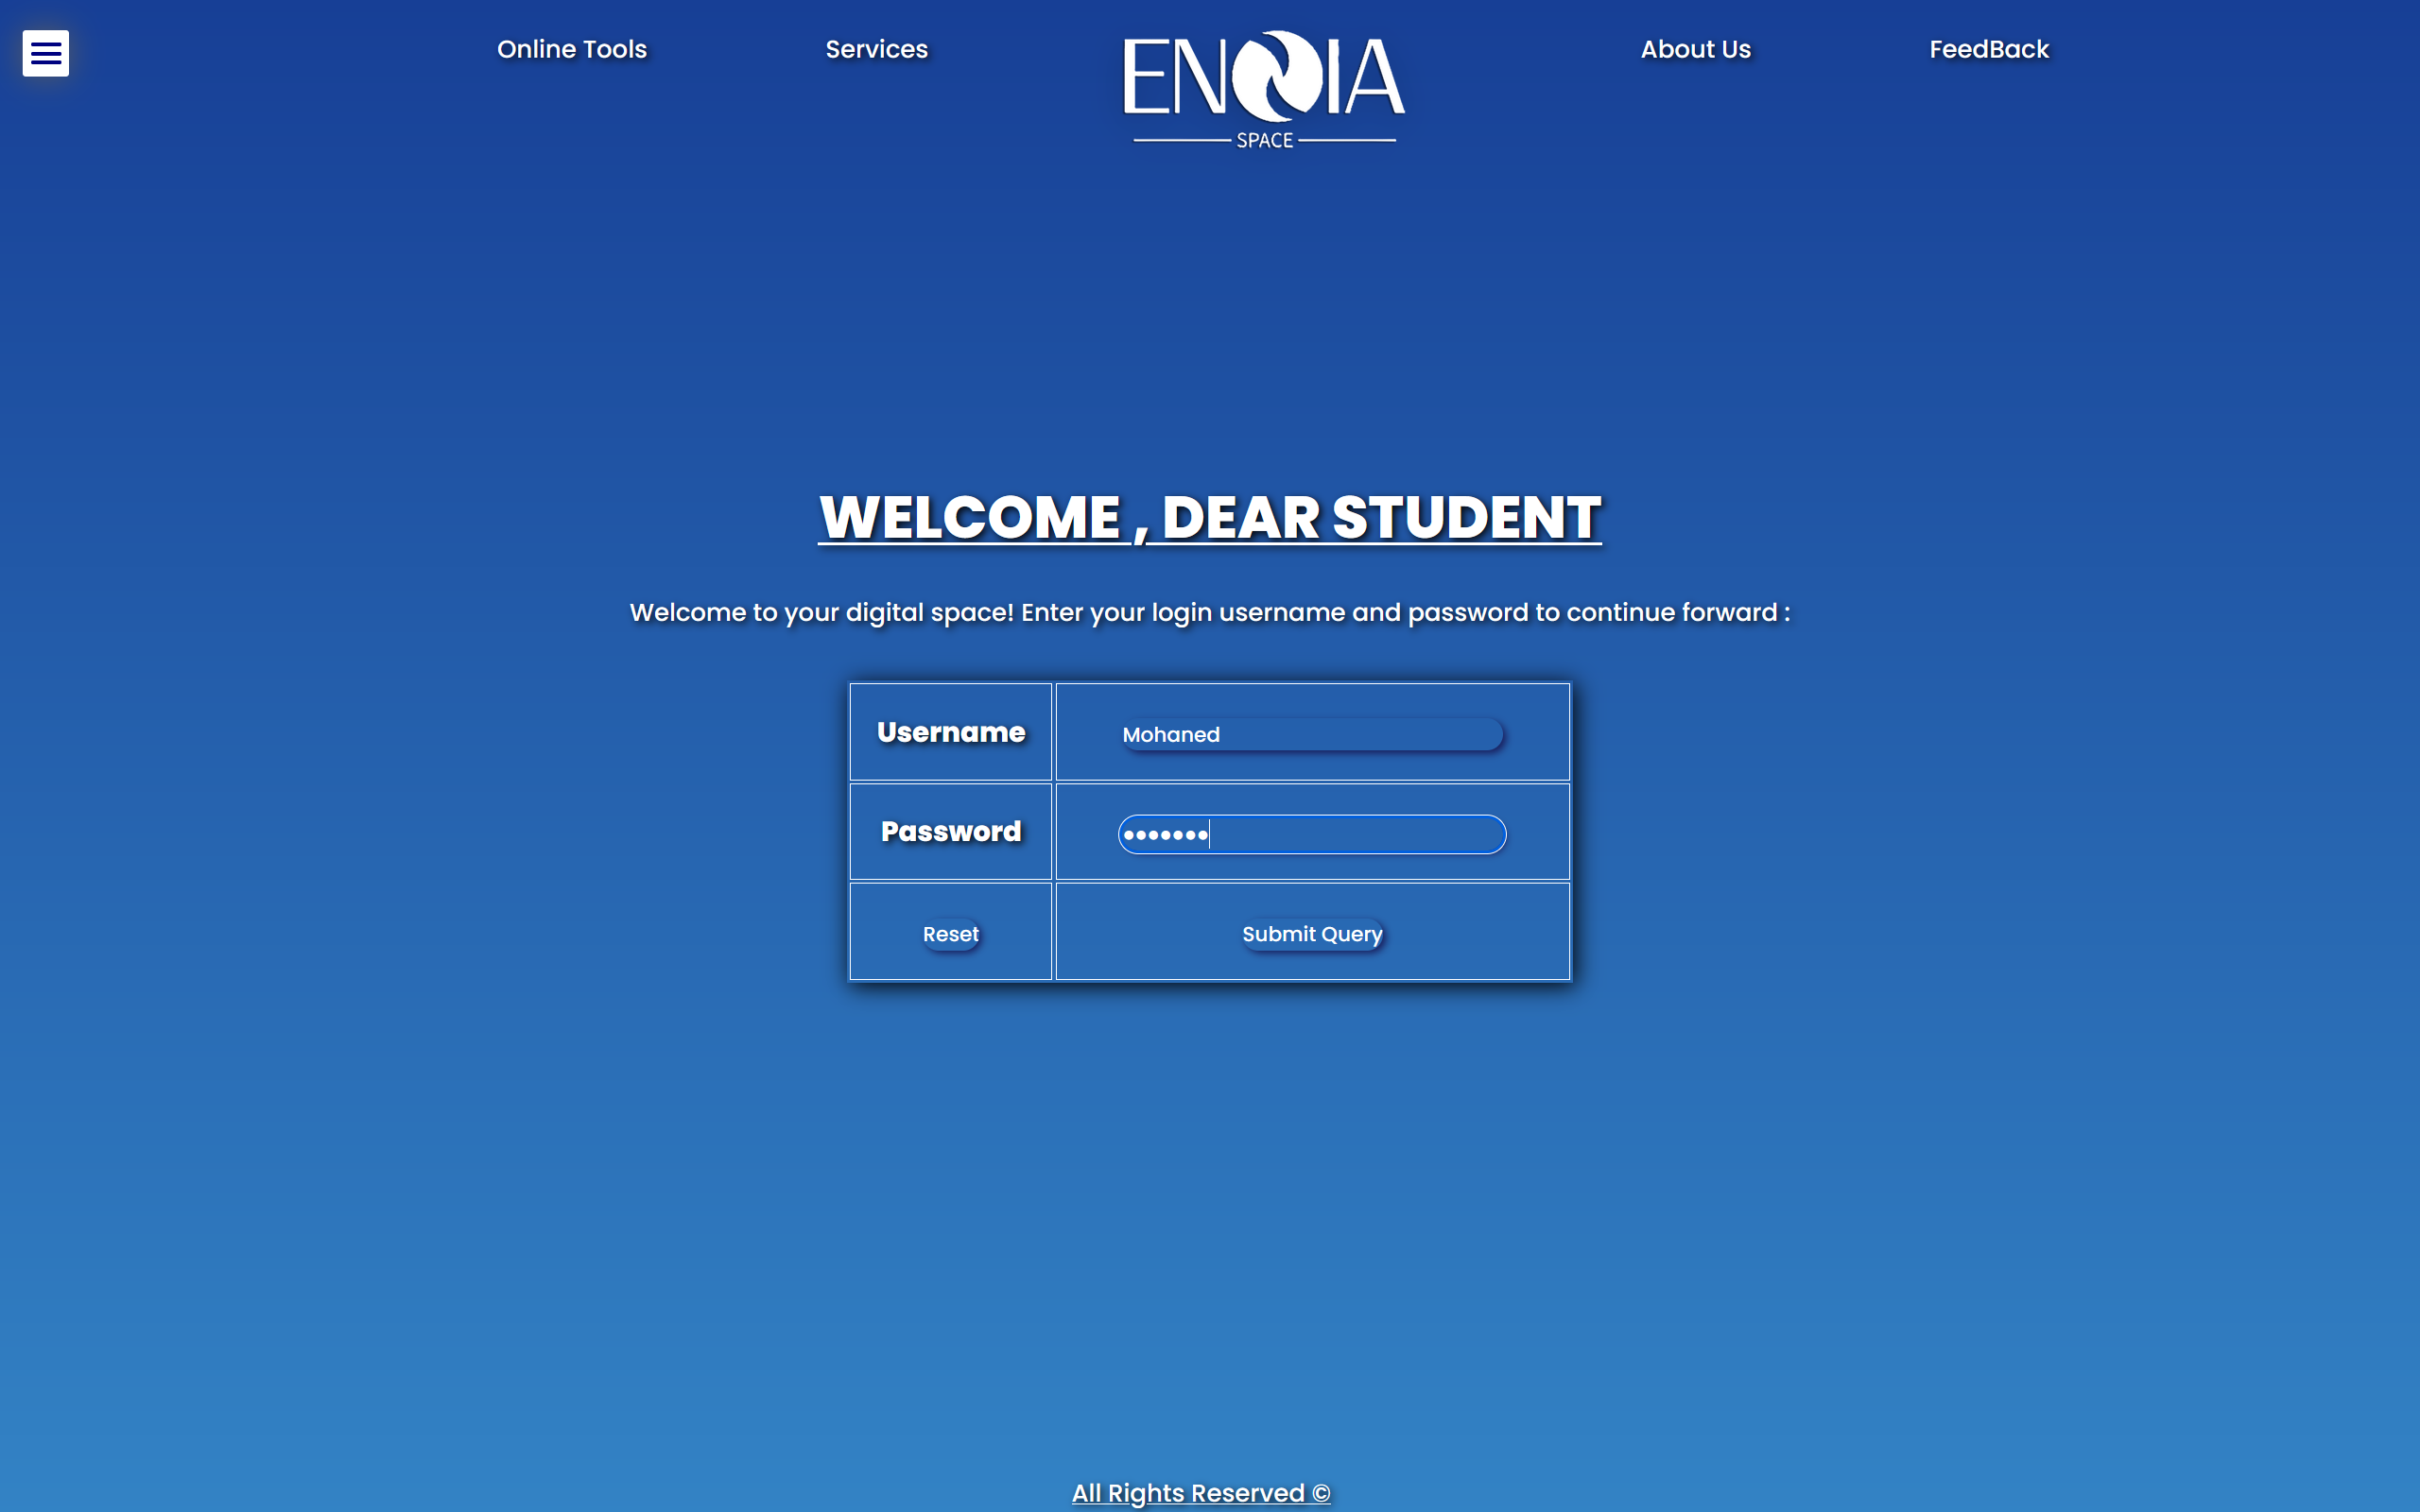 Online Tools
Services
ENOIA
SPACE
About Us
FeedBack
WELCOME , DEAR STUDENT
Welcome to your digital space! Enter your login username and password to continue forward :
Username
Mohaned
Password
•••••••
Reset
Submit Query
All Rights Reserved ©